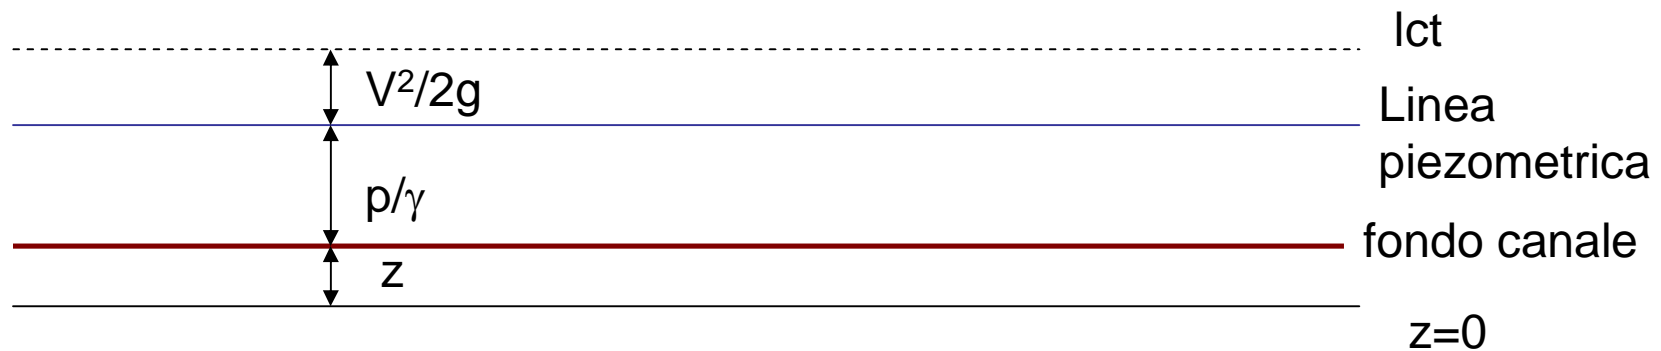 lct
V²/2g
Linea
piezometrica
p/γ
fondo canale
z
z=0